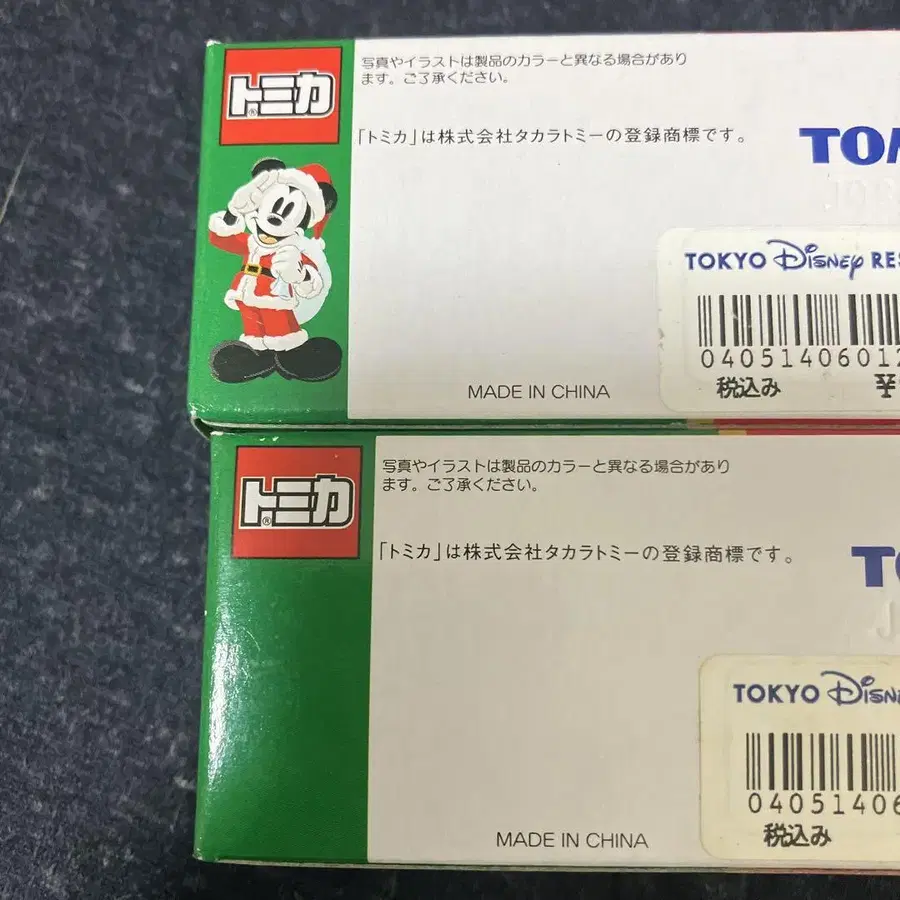 トミカ
®
写真やイラストは製品のカラーと異なる場合があり
ます。ご了承ください。
「トミカ」は株式会社タカラトミーの登録商標です。
TOM
TOKYO Disney RES
0405140601
税込み ¥
MADE IN CHINA
トミカ
®
写真やイラストは製品のカラーと異なる場合があり
ます。ご了承ください。
「トミカ」は株式会社タカラトミーの登録商標です。
TO
J
TOKYO Disne
0405140
税込み
MADE IN CHINA